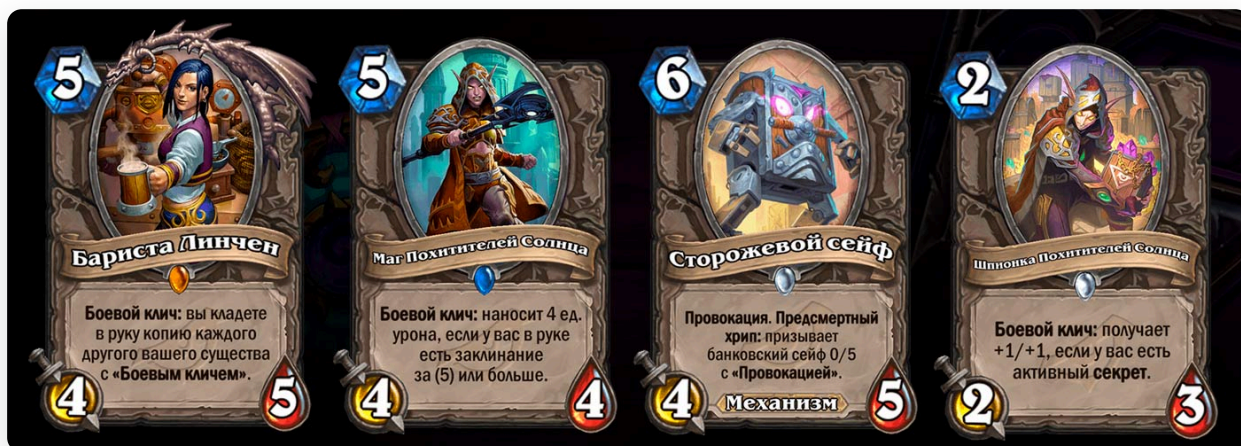 5
Бариста Линчен
Боевой клич: вы кладете
в руку копию каждого
другого вашего существа
с «Боевым кличем».
4
5
5
Маг Похитителей Солнца
Боевой клич: наносит 4 ед.
урона, если у вас в руке
есть заклинание
за (5) или больше.
4
4
6
Сторожевой сейф
Провокация. Предсмертный
хрип: призывает
банковский сейф 0/5
с «Провокацией».
4
Механизм
5
2
Шпионка Похитителей Солнца
Боевой клич: получает
+1/+1, если у вас есть
активный секрет.
2
3